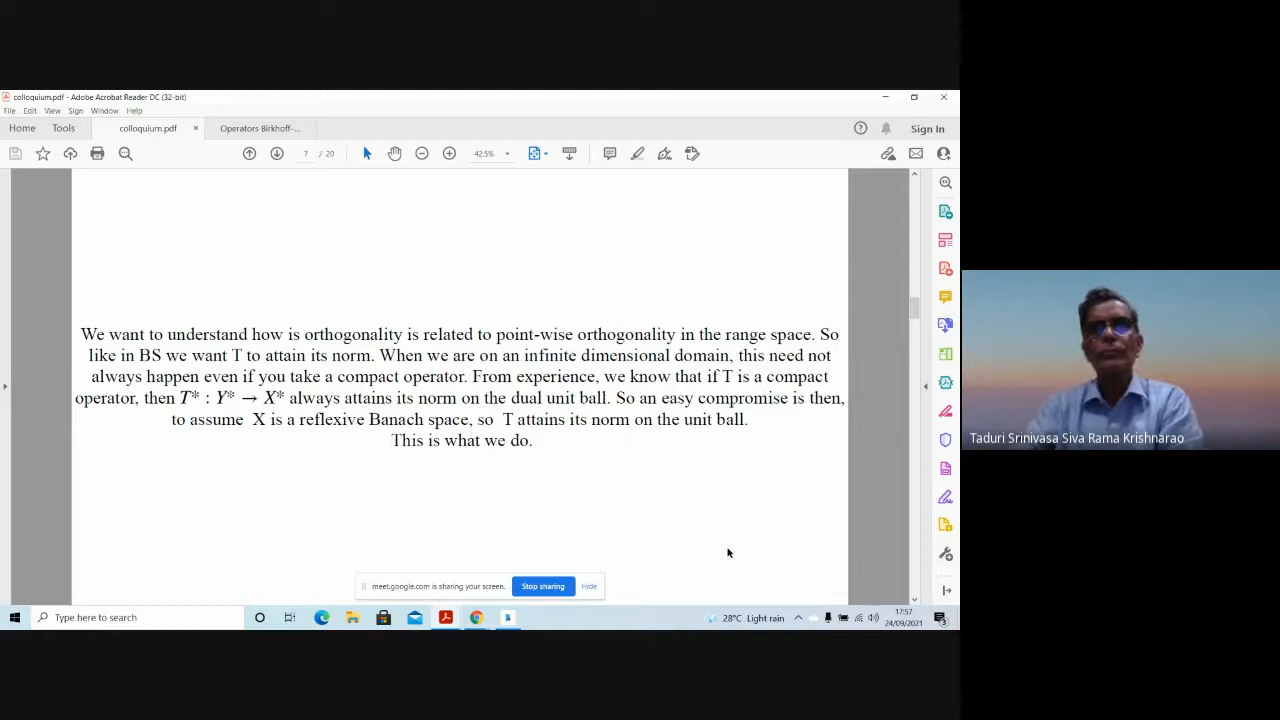 colloquium.pdf - Adobe Acrobat Reader DC (32-bit)
File Edit View Sign Window Help
Home Tools colloquium.pdf × Operators Birkhoff-... Sign In
7 / 20 42.5%
We want to understand how is orthogonality is related to point-wise orthogonality in the range space. So
like in BS we want T to attain its norm. When we are on an infinite dimensional domain, this need not
always happen even if you take a compact operator. From experience, we know that if T is a compact
operator, then T* : Y* → X* always attains its norm on the dual unit ball. So an easy compromise is then,
to assume X is a reflexive Banach space, so T attains its norm on the unit ball.
This is what we do.
Taduri Srinivasa Siva Rama Krishnarao
meet.google.com is sharing your screen. Stop sharing Hide
Type here to search
28°C Light rain
17:57
24/09/2021
3